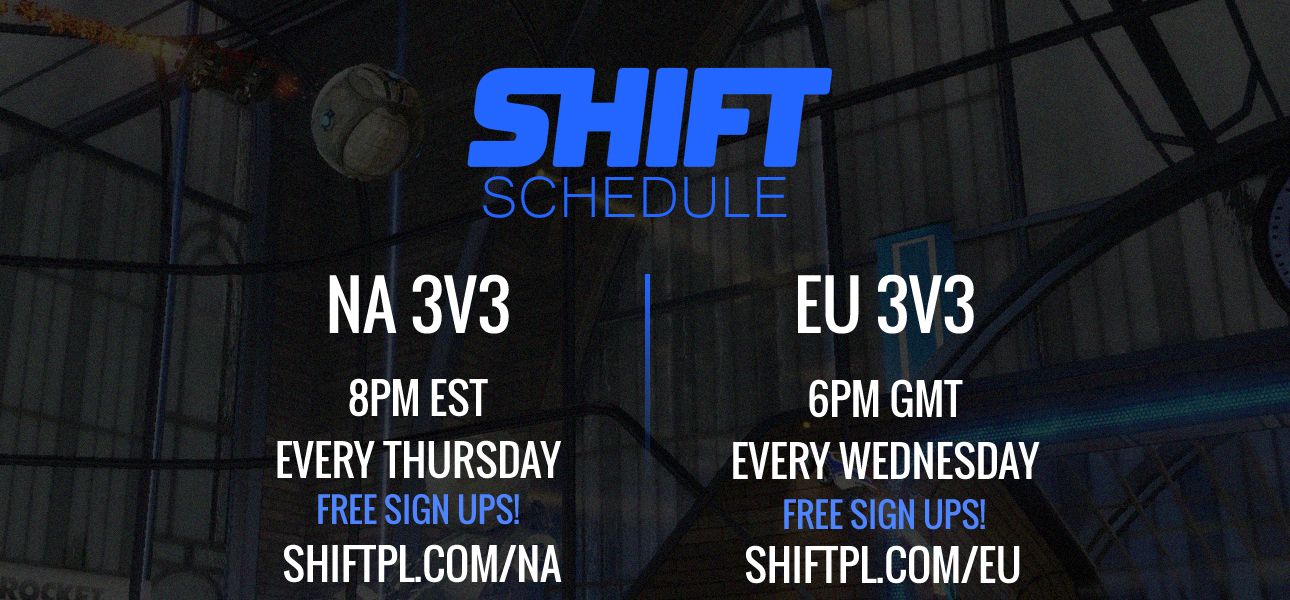 SHIFT
SCHEDULE
NA 3V3
8PM EST
EVERY THURSDAY
FREE SIGN UPS!
SHIFTPL.COM/NA
EU 3V3
6PM GMT
EVERY WEDNESDAY
FREE SIGN UPS!
SHIFTPL.COM/EU
ROCKET